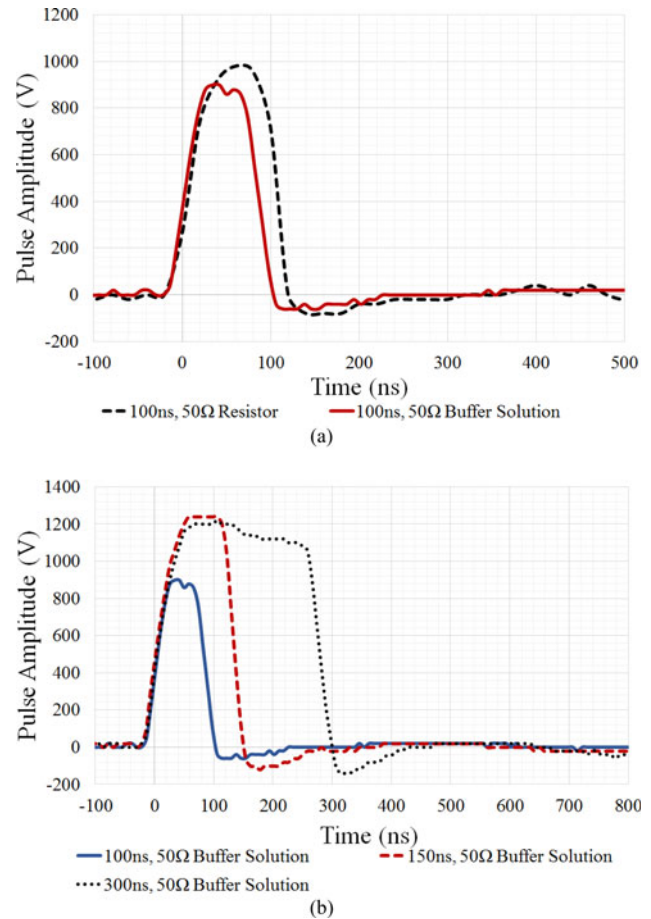 1200
1000
800
600
400
200
0
-200
Pulse Amplitude (V)
-100 0 100 200 300 400 500
Time (ns)
100ns, 50Ω Resistor 100ns, 50Ω Buffer Solution
(a)
1400
1200
1000
800
600
400
200
0
-200
Pulse Amplitude (V)
-100 0 100 200 300 400 500 600 700 800
Time (ns)
100ns, 50Ω Buffer Solution 150ns, 50Ω Buffer Solution
300ns, 50Ω Buffer Solution
(b)